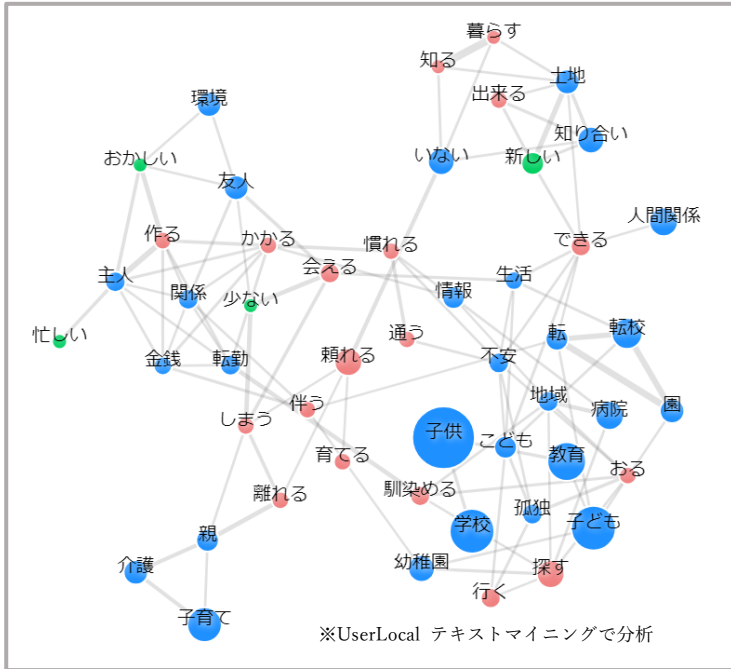 暮らす
知る
土地
出来る
環境
知り合い
いない
新しい
おかしい
友人
人間関係
作る
かかる
慣れる
できる
会える
主人
関係
少ない
情報
生活
忙しい
通う
転
転校
金銭
転勤
頼れる
不安
地域
病院
園
しまう
伴う
子供
こども
教育
育てる
おる
離れる
馴染める
孤独
学校
子ども
親
介護
幼稚園
探す
行く
子育て
※UserLocal テキストマイニングで分析